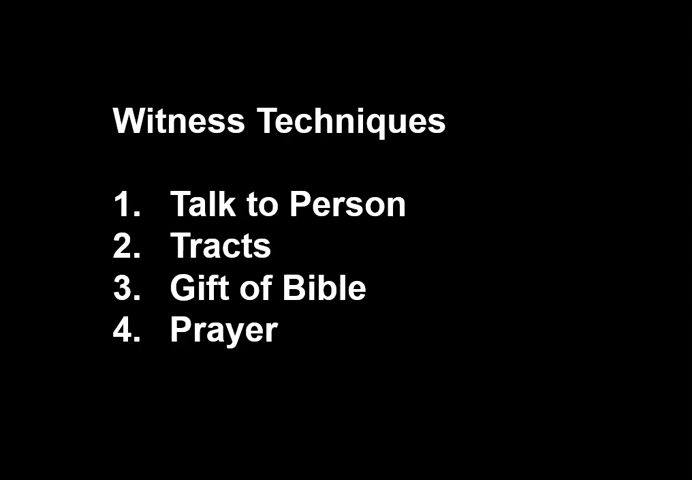 Witness Techniques
1. Talk to Person
2. Tracts
3. Gift of Bible
4. Prayer